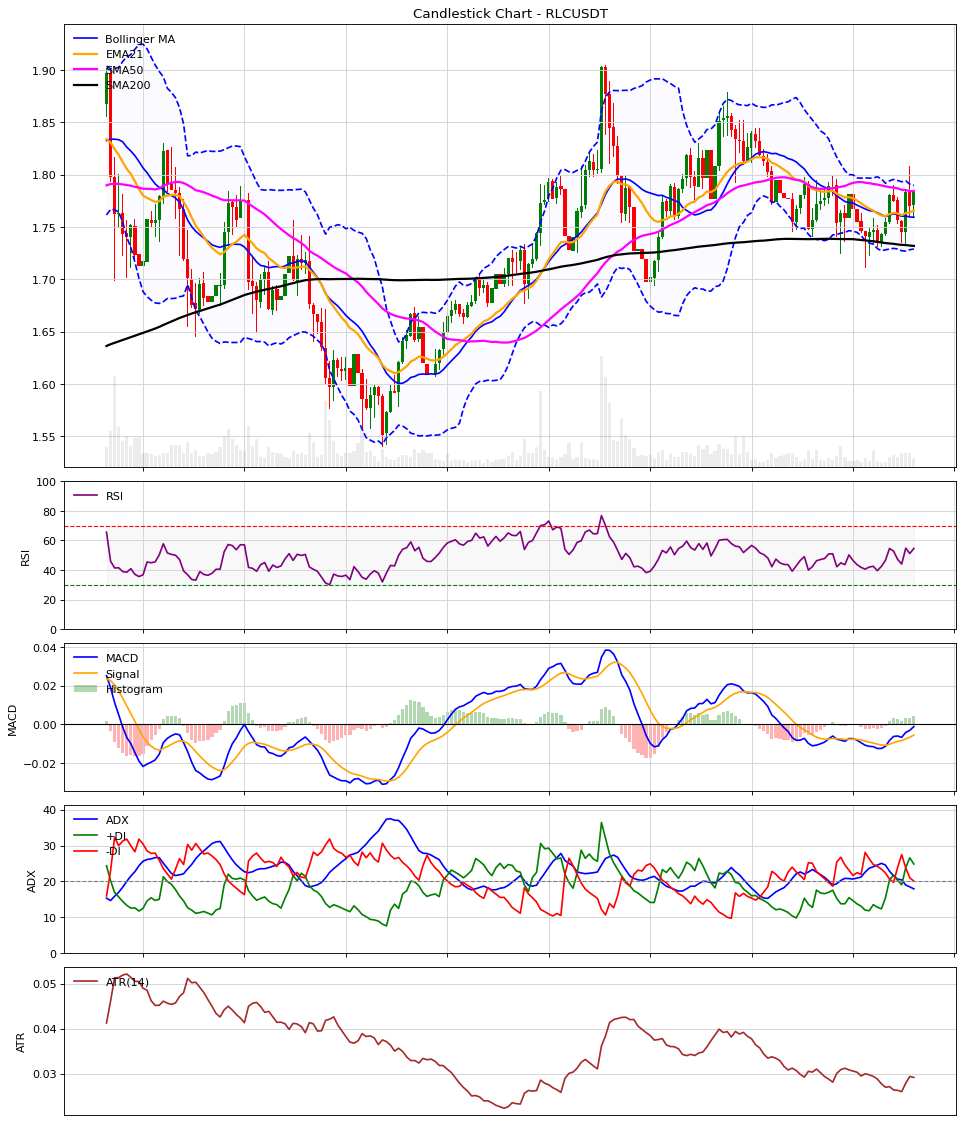 Candlestick Chart - RLCUSDT
Bollinger MA
EMA21
SMA50
SMA200
1.90
1.85
1.80
1.75
1.70
1.65
1.60
1.55
RSI
RSI
100
80
60
40
20
0
MACD
Signal
Histogram
MACD
0.04
0.02
0.00
−0.02
ADX
+DI
-DI
ADX
40
30
20
10
0
ATR(14)
ATR
0.05
0.04
0.03